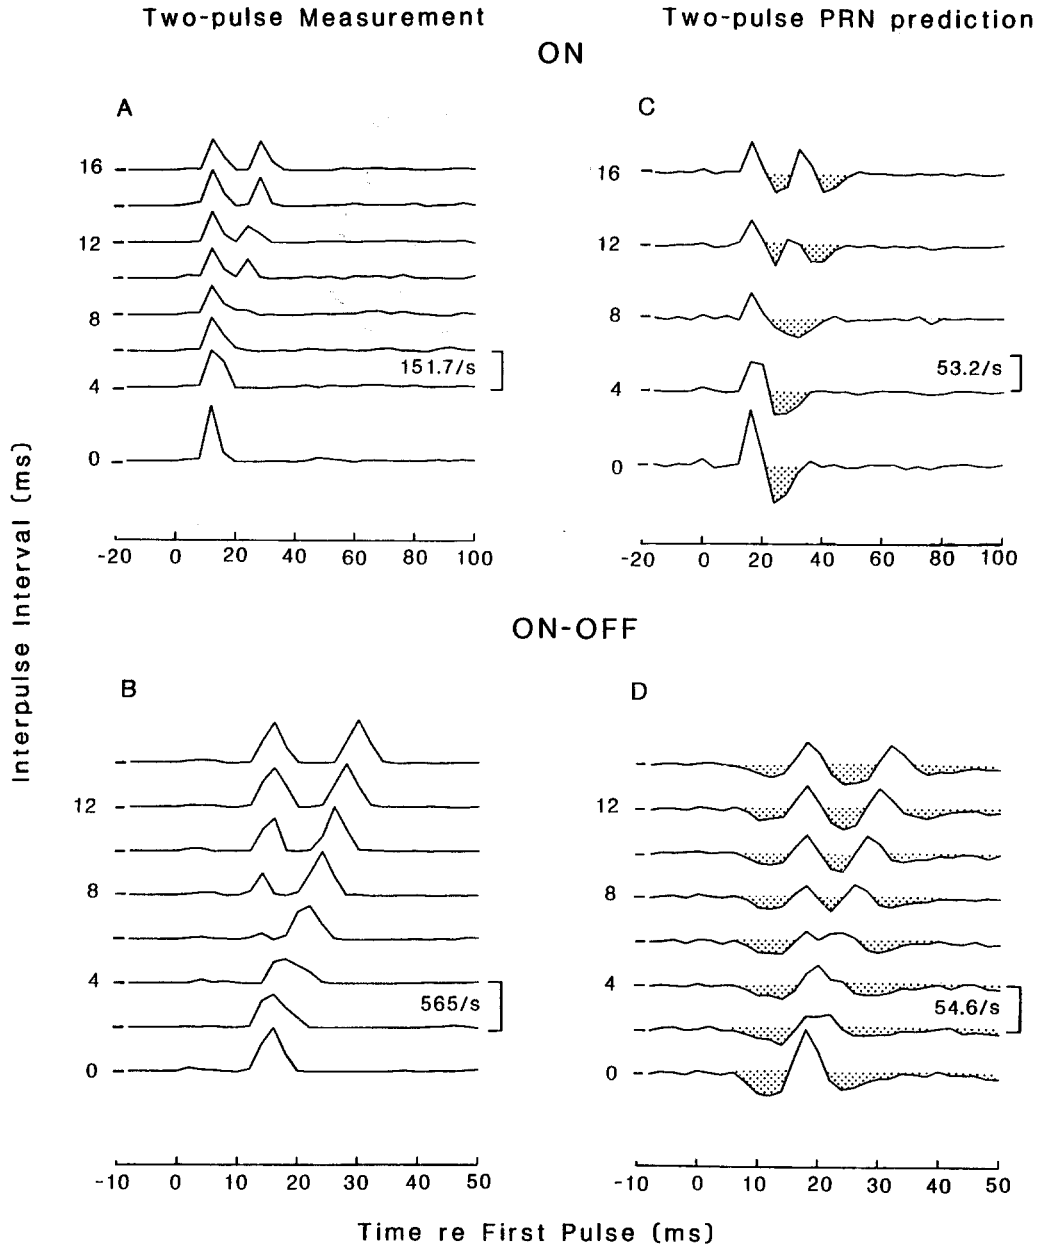 Two-pulse Measurement
Two-pulse PRN prediction
ON
A
16
12
8
4
0
151.7/s
-20 0 20 40 60 80 100
C
16
12
8
4
0
53.2/s
-20 0 20 40 60 80 100
Interpulse Interval (ms)
ON-OFF
B
12
8
4
0
565/s
-10 0 10 20 30 40 50
D
12
8
4
0
54.6/s
-10 0 10 20 30 40 50
Time re First Pulse (ms)